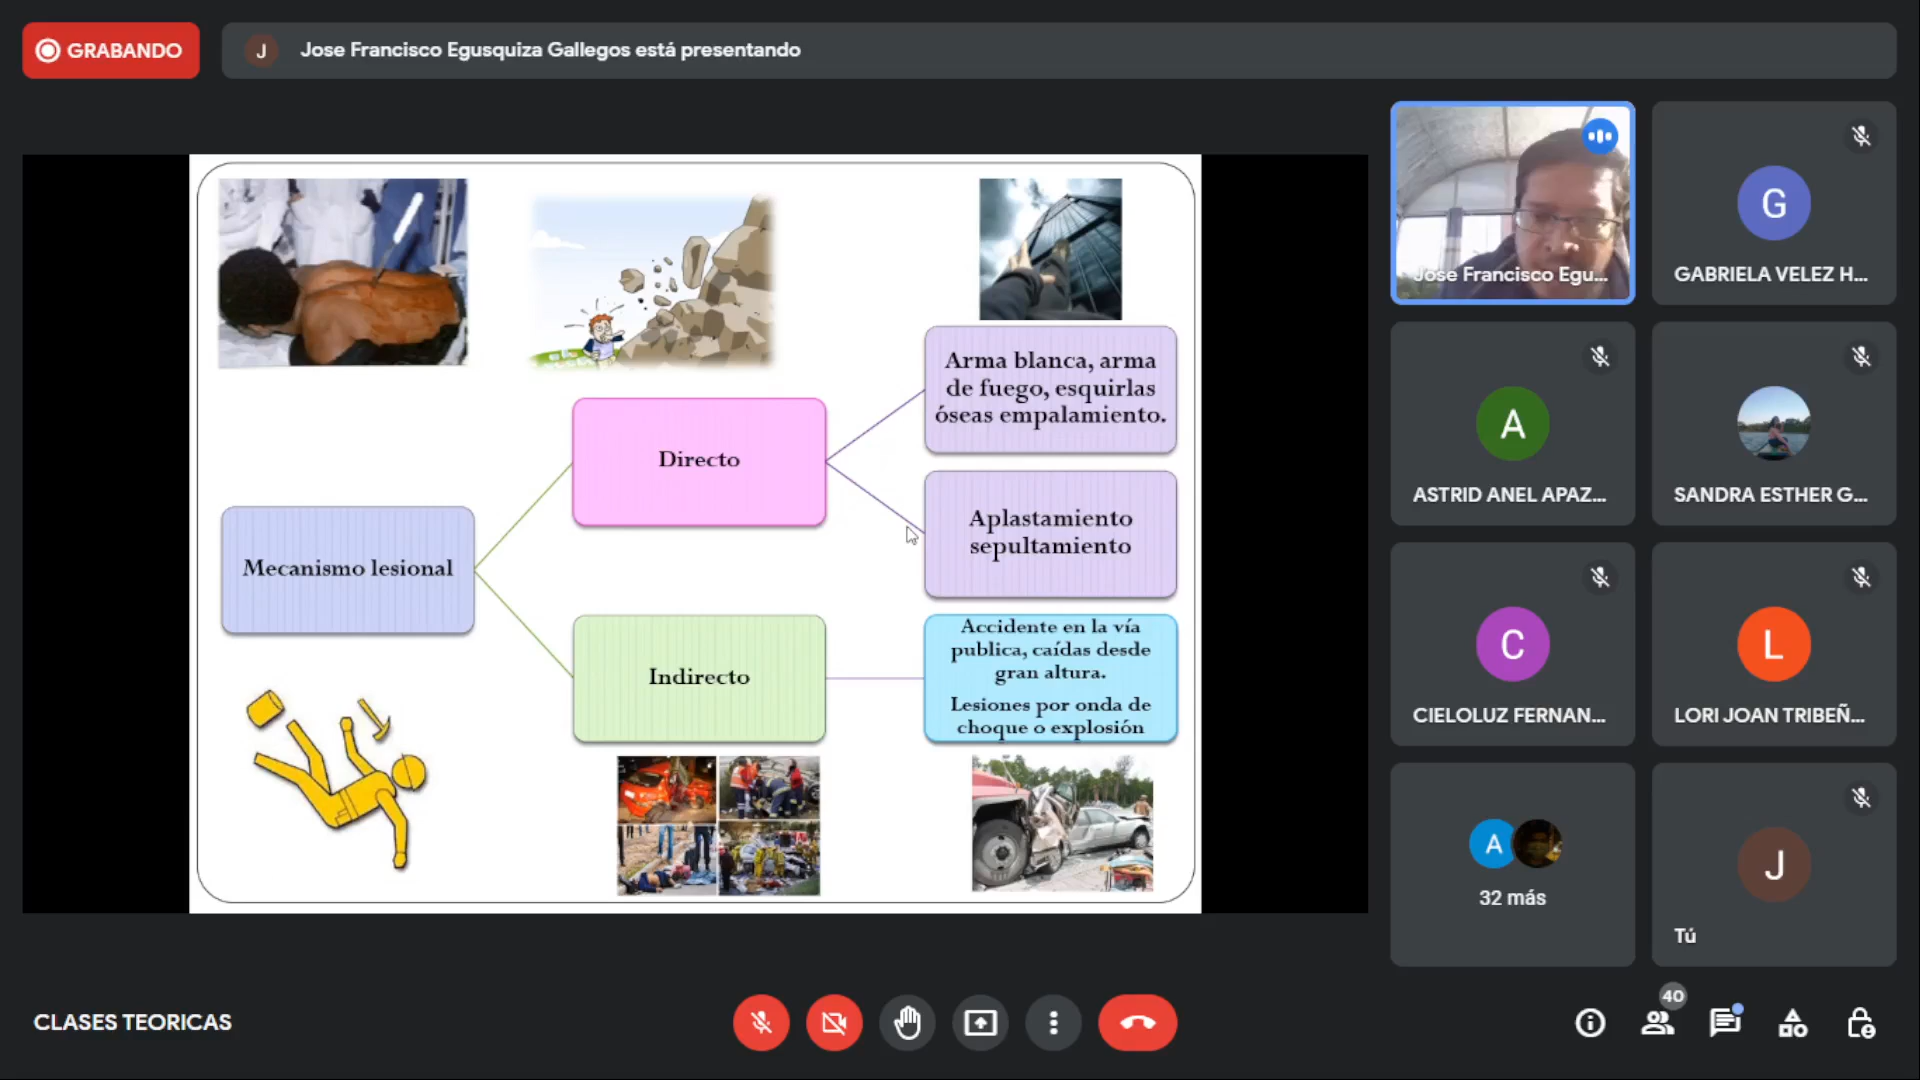 GRABANDO
J
Jose Francisco Egusquiza Gallegos está presentando
Arma blanca, arma
de fuego, esquirlas
óseas empalamiento.
Directo
Aplastamiento
sepultamiento
Mecanismo lesional
Indirecto
Accidente en la vía
publica, caídas desde
gran altura.
Lesiones por onda de
choque o explosión
Jose Francisco Egu...
G
GABRIELA VELEZ H...
A
ASTRID ANEL APAZ...
SANDRA ESTHER G...
C
CIELOLUZ FERNAN...
L
LORI JOAN TRIBEÑ...
A
32 más
J
Tú
CLASES TEORICAS
40